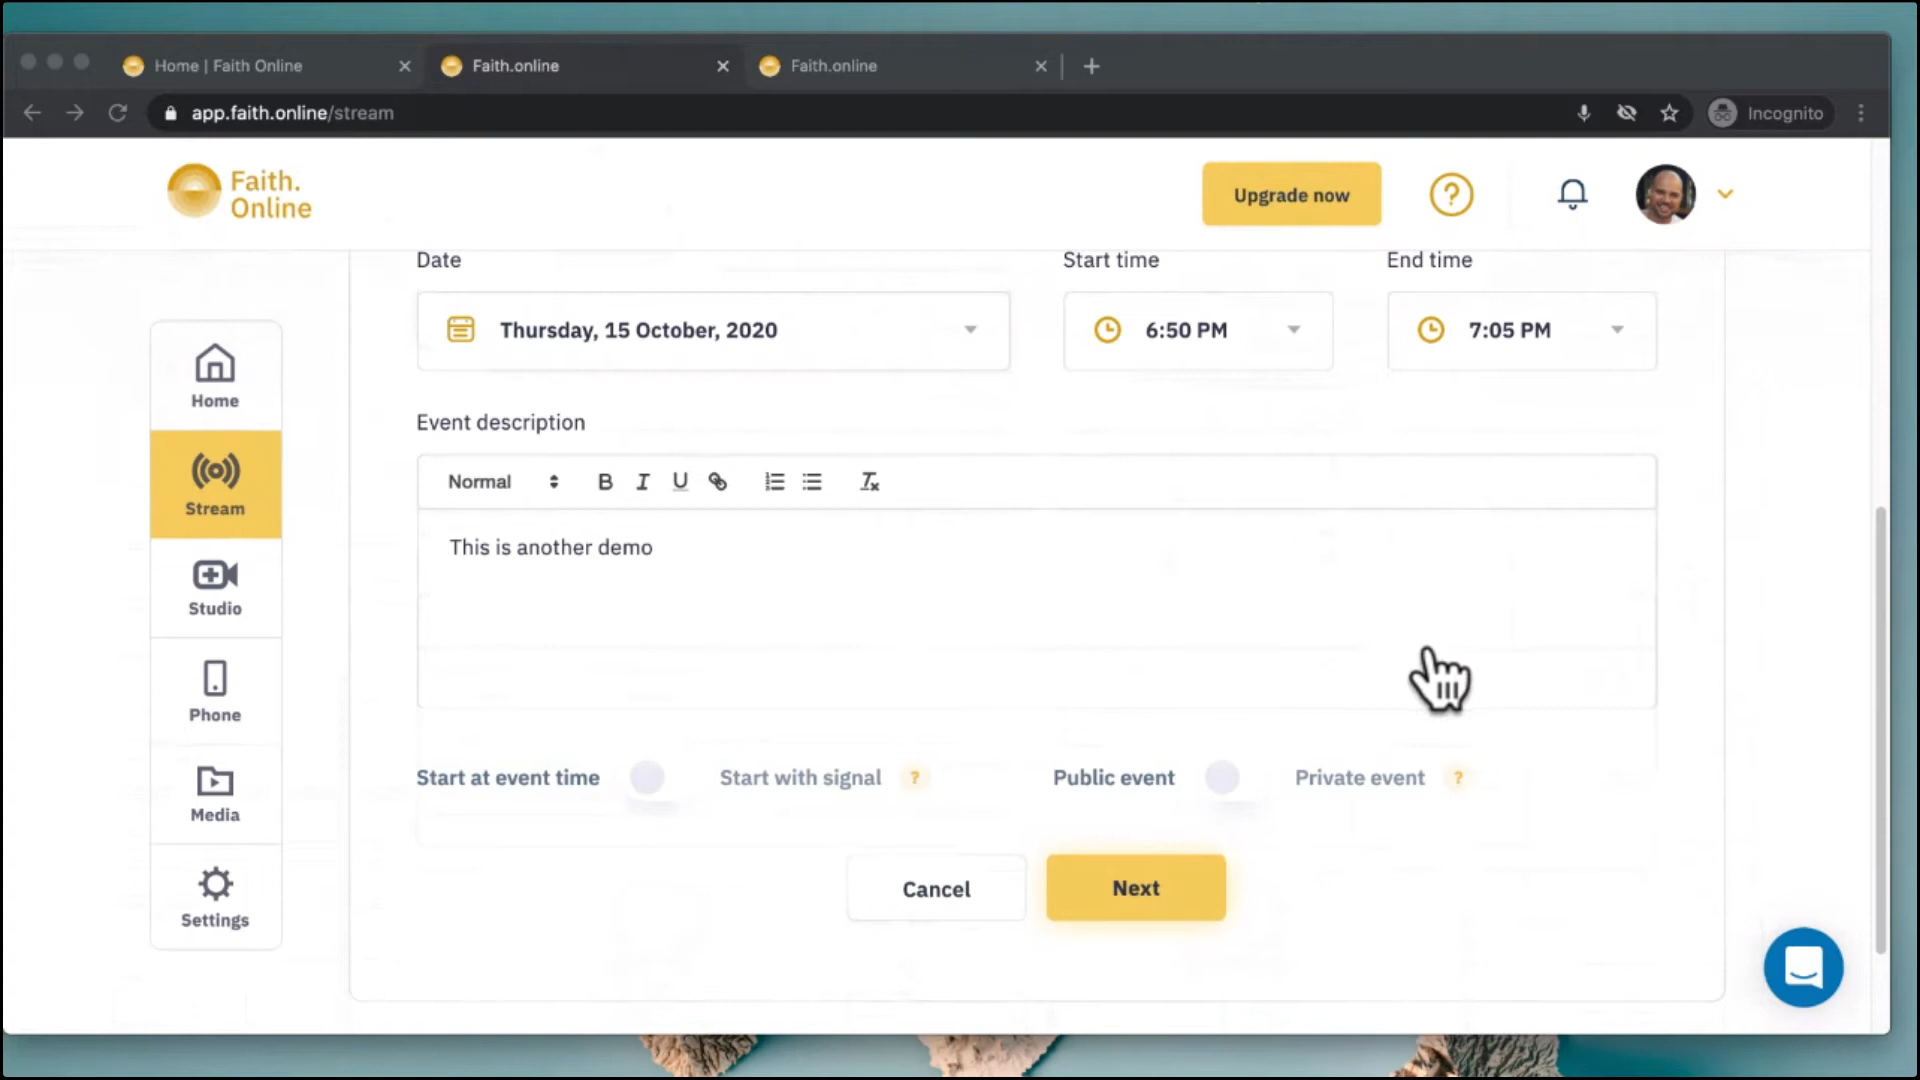 Home | Faith Online
Faith.online
Faith.online
app.faith.online/stream
Incognito
Faith.
Online
Upgrade now
?
Date
Start time
End time
Thursday, 15 October, 2020
6:50 PM
7:05 PM
Home
Stream
Studio
Phone
Media
Settings
Event description
Normal
B I U
This is another demo
Start at event time
Start with signal ?
Public event
Private event ?
Cancel
Next